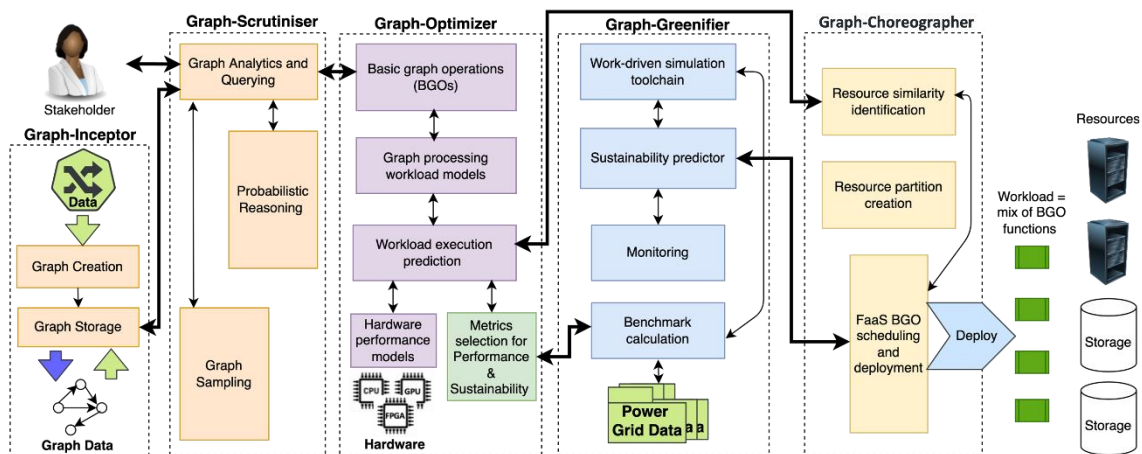 Graph-Scrutiniser
Graph-Optimizer
Graph-Greenifier
Graph-Choreographer
Stakeholder
Graph-Inceptor
Data
Graph Creation
Graph Storage
Graph Data
Graph Analytics and
Querying
Probabilistic
Reasoning
Graph
Sampling
Basic graph operations
(BGOs)
Graph processing
workload models
Workload execution
prediction
Hardware
performance
models
Metrics
selection for
Performance
&
Sustainability
CPU
GPU
FPGA
Hardware
Work-driven simulation
toolchain
Sustainability predictor
Monitoring
Benchmark
calculation
Power
Grid Data
a
a
Resource similarity
identification
Resource partition
creation
FaaS BGO
scheduling
and
deployment
Deploy
Workload =
mix of BGO
functions
Resources
Storage
Storage